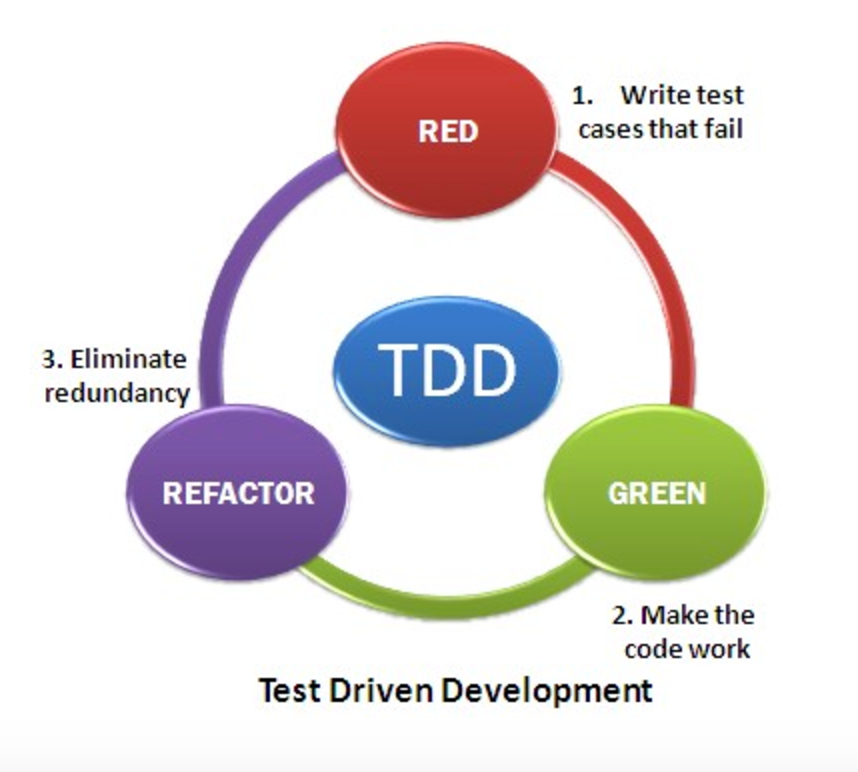 RED
1. Write test
cases that fail
TDD
3. Eliminate
redundancy
REFACTOR
GREEN
2. Make the
code work
Test Driven Development